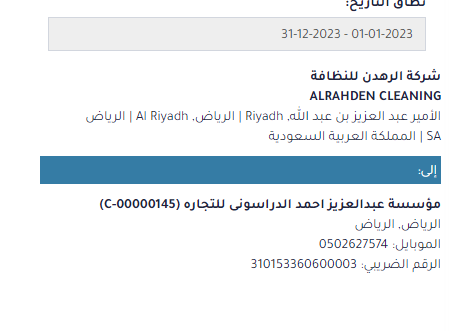 نطاق التاريخ:
31-12-2023 - 01-01-2023
شركة الرهدن للنظافة
ALRAHDEN CLEANING
الأمير عبد العزيز بن عبد الله, Riyadh | الرياض, Al Riyadh | الرياض
SA | المملكة العربية السعودية
إلى:
مؤسسة عبدالعزيز احمد الدراسونى للتجاره (C-00000145)
الرياض, الرياض
الموبايل: 0502627574
الرقم الضريبي: 310153360600003